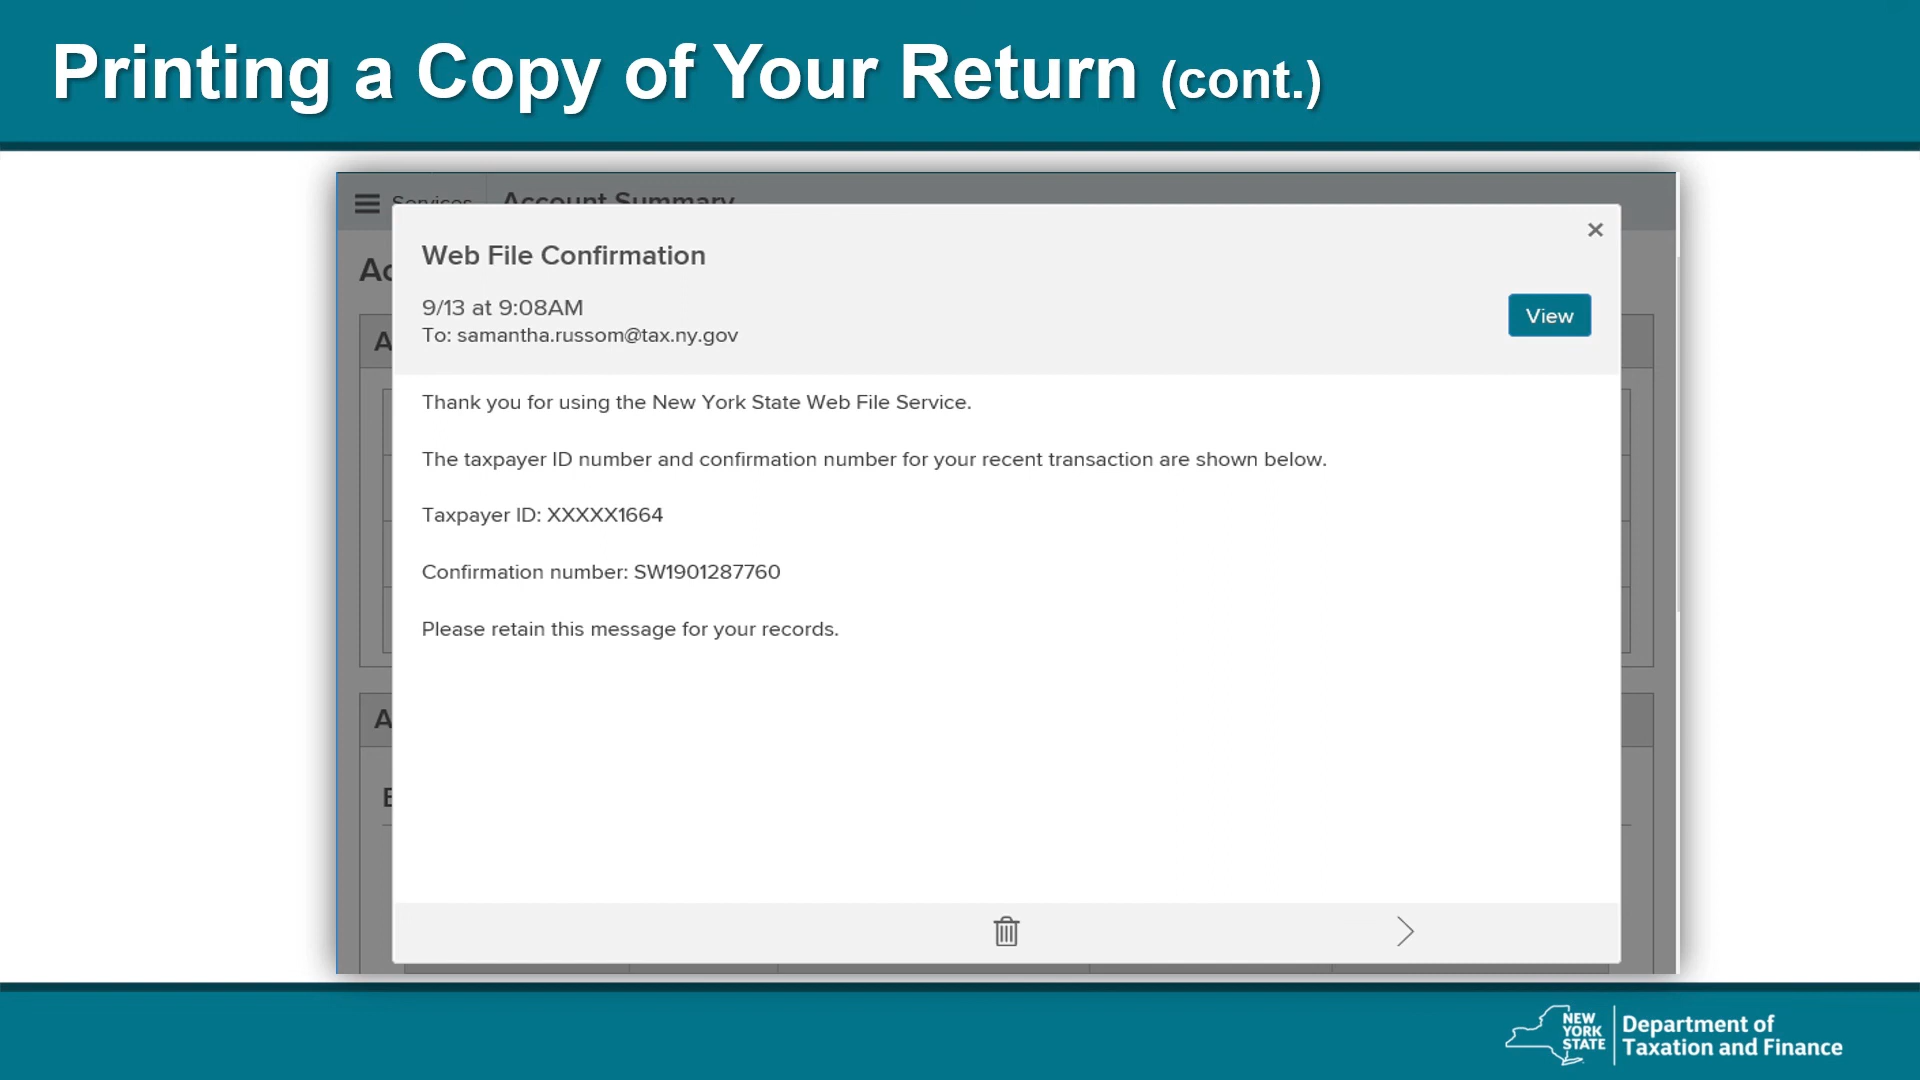 Printing a Copy of Your Return (cont.)
Services
Account Summary
Web File Confirmation
9/13 at 9:08AM
To: samantha.russom@tax.ny.gov
View
Thank you for using the New York State Web File Service.
The taxpayer ID number and confirmation number for your recent transaction are shown below.
Taxpayer ID: XXXXX1664
Confirmation number: SW1901287760
Please retain this message for your records.
NEW
YORK
STATE
Department of
Taxation and Finance